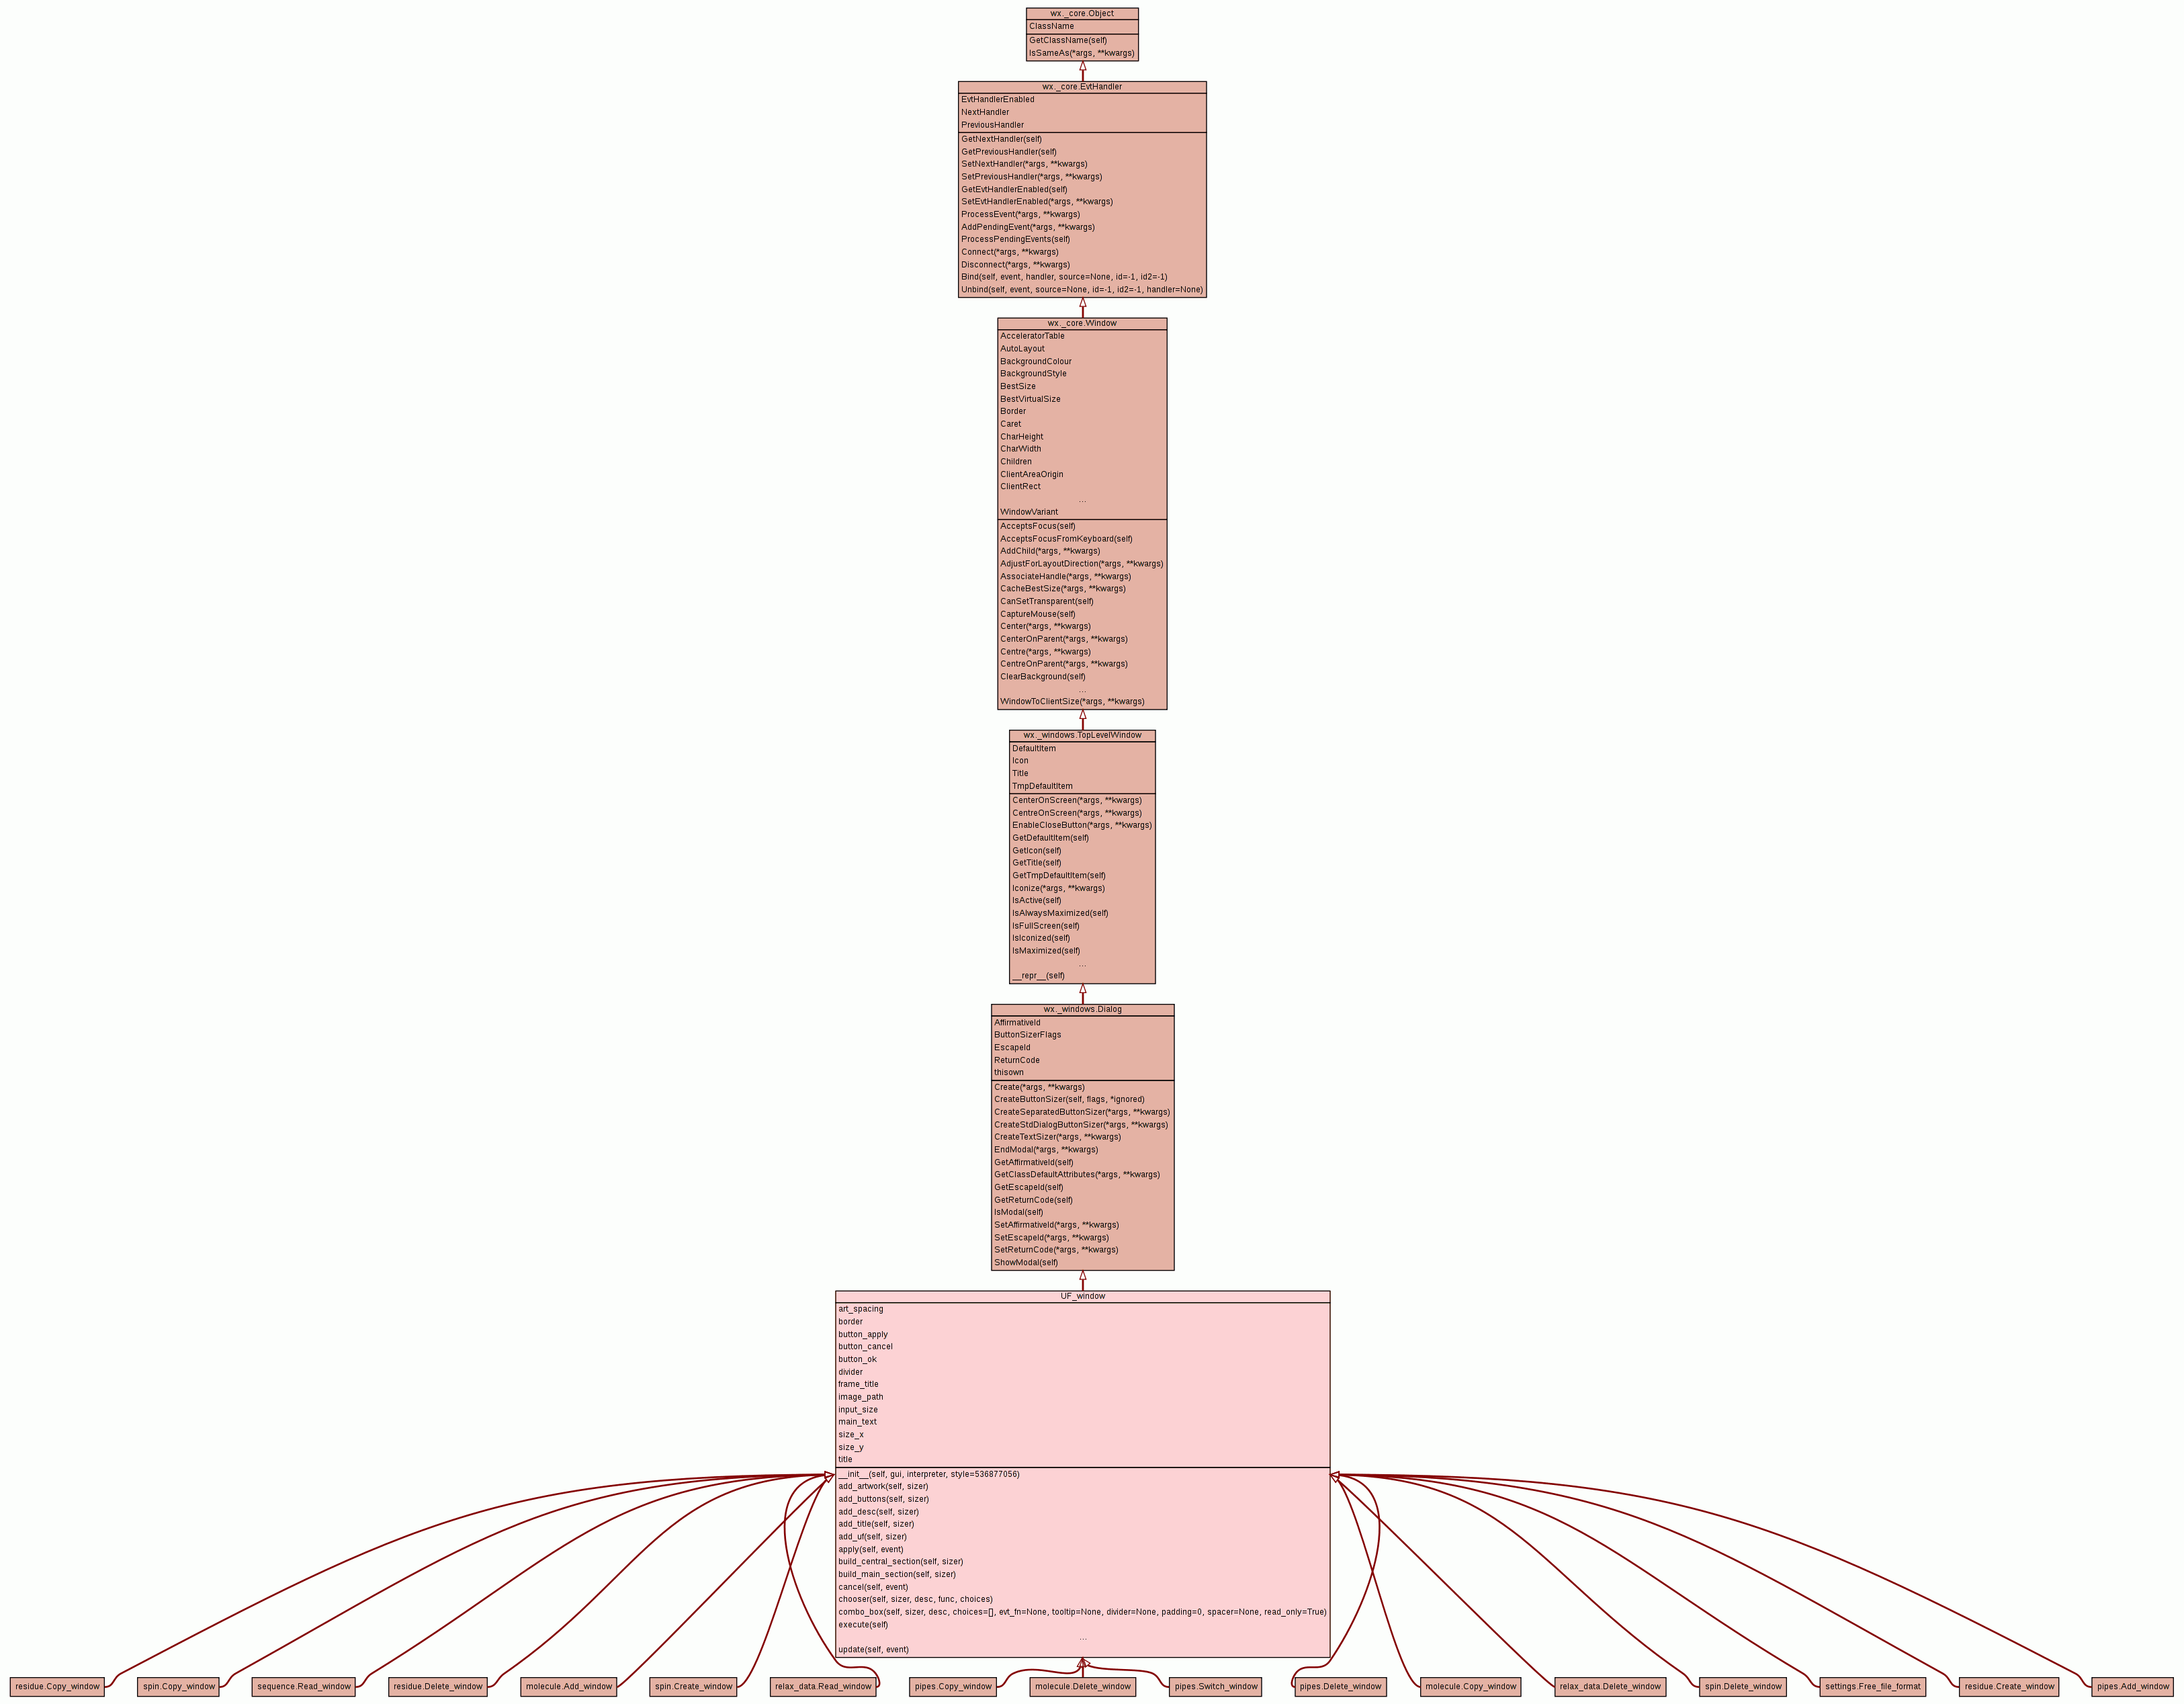 wx._core.Object
ClassName
GetClassName(self)
IsSameAs(*args, **kwargs)
wx._core.EvtHandler
EvtHandlerEnabled
NextHandler
PreviousHandler
GetNextHandler(self)
GetPreviousHandler(self)
SetNextHandler(*args, **kwargs)
SetPreviousHandler(*args, **kwargs)
GetEvtHandlerEnabled(self)
SetEvtHandlerEnabled(*args, **kwargs)
ProcessEvent(*args, **kwargs)
AddPendingEvent(*args, **kwargs)
ProcessPendingEvents(self)
Connect(*args, **kwargs)
Disconnect(*args, **kwargs)
Bind(self, event, handler, source=None, id=-1, id2=-1)
Unbind(self, event, source=None, id=-1, id2=-1, handler=None)
wx._core.Window
AcceleratorTable
AutoLayout
BackgroundColour
BackgroundStyle
BestSize
BestVirtualSize
Border
Caret
CharHeight
CharWidth
Children
ClientAreaOrigin
ClientRect
...
WindowVariant
AcceptsFocus(self)
AcceptsFocusFromKeyboard(self)
AddChild(*args, **kwargs)
AdjustForLayoutDirection(*args, **kwargs)
AssociateHandle(*args, **kwargs)
CacheBestSize(*args, **kwargs)
CanSetTransparent(self)
CaptureMouse(self)
Center(*args, **kwargs)
CenterOnParent(*args, **kwargs)
Centre(*args, **kwargs)
CentreOnParent(*args, **kwargs)
ClearBackground(self)
...
WindowToClientSize(*args, **kwargs)
wx._windows.TopLevelWindow
DefaultItem
Icon
Title
TmpDefaultItem
CenterOnScreen(*args, **kwargs)
CentreOnScreen(*args, **kwargs)
EnableCloseButton(*args, **kwargs)
GetDefaultItem(self)
GetIcon(self)
GetTitle(self)
GetTmpDefaultItem(self)
Iconize(*args, **kwargs)
IsActive(self)
IsAlwaysMaximized(self)
IsFullScreen(self)
IsIconized(self)
IsMaximized(self)
...
__repr__(self)
wx._windows.Dialog
AffirmativeId
ButtonSizerFlags
EscapeId
ReturnCode
thisown
Create(*args, **kwargs)
CreateButtonSizer(self, flags, *ignored)
CreateSeparatedButtonSizer(*args, **kwargs)
CreateStdDialogButtonSizer(*args, **kwargs)
CreateTextSizer(*args, **kwargs)
EndModal(*args, **kwargs)
GetAffirmativeId(self)
GetClassDefaultAttributes(*args, **kwargs)
GetEscapeId(self)
GetReturnCode(self)
IsModal(self)
SetAffirmativeId(*args, **kwargs)
SetEscapeId(*args, **kwargs)
SetReturnCode(*args, **kwargs)
ShowModal(self)
UF_window
art_spacing
border
button_apply
button_cancel
button_ok
divider
frame_title
image_path
input_size
main_text
size_x
size_y
title
__init__(self, gui, interpreter, style=536877056)
add_artwork(self, sizer)
add_buttons(self, sizer)
add_desc(self, sizer)
add_title(self, sizer)
add_uf(self, sizer)
apply(self, event)
build_central_section(self, sizer)
build_main_section(self, sizer)
cancel(self, event)
chooser(self, sizer, desc, func, choices)
combo_box(self, sizer, desc, choices=[], evt_fn=None, tooltip=None, divider=None, padding=0, spacer=None, read_only=True)
execute(self)
...
update(self, event)
residue.Copy_window
spin.Copy_window
sequence.Read_window
residue.Delete_window
molecule.Add_window
spin.Create_window
relax_data.Read_window
pipes.Copy_window
molecule.Delete_window
pipes.Switch_window
pipes.Delete_window
molecule.Copy_window
relax_data.Delete_window
spin.Delete_window
settings.Free_file_format
residue.Create_window
pipes.Add_window